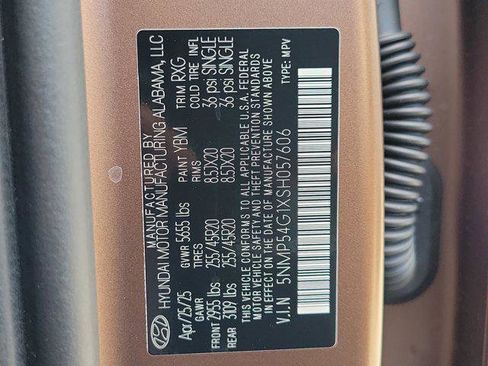 HYUNDAI MOTOR MANUFACTURING ALABAMA, LLC
Apr/25/25 GVWR 5655 lbs PAINT YBM TRIM RXG
GAWR TIRES RIMS COLD TIRE INFL
FRONT 2955 lbs 255/45R20 8.5JX20 36 psi SINGLE
REAR 3109 lbs 255/45R20 8.5JX20 36 psi SINGLE
THIS VEHICLE CONFORMS TO ALL APPLICABLE U.S.A. FEDERAL
MOTOR VEHICLE SAFETY AND THEFT PREVENTION STANDARDS
IN EFFECT ON THE DATE OF MANUFACTURE SHOWN ABOVE.
V.I.N 5NMP54G1XSH057606 TYPE: MPV